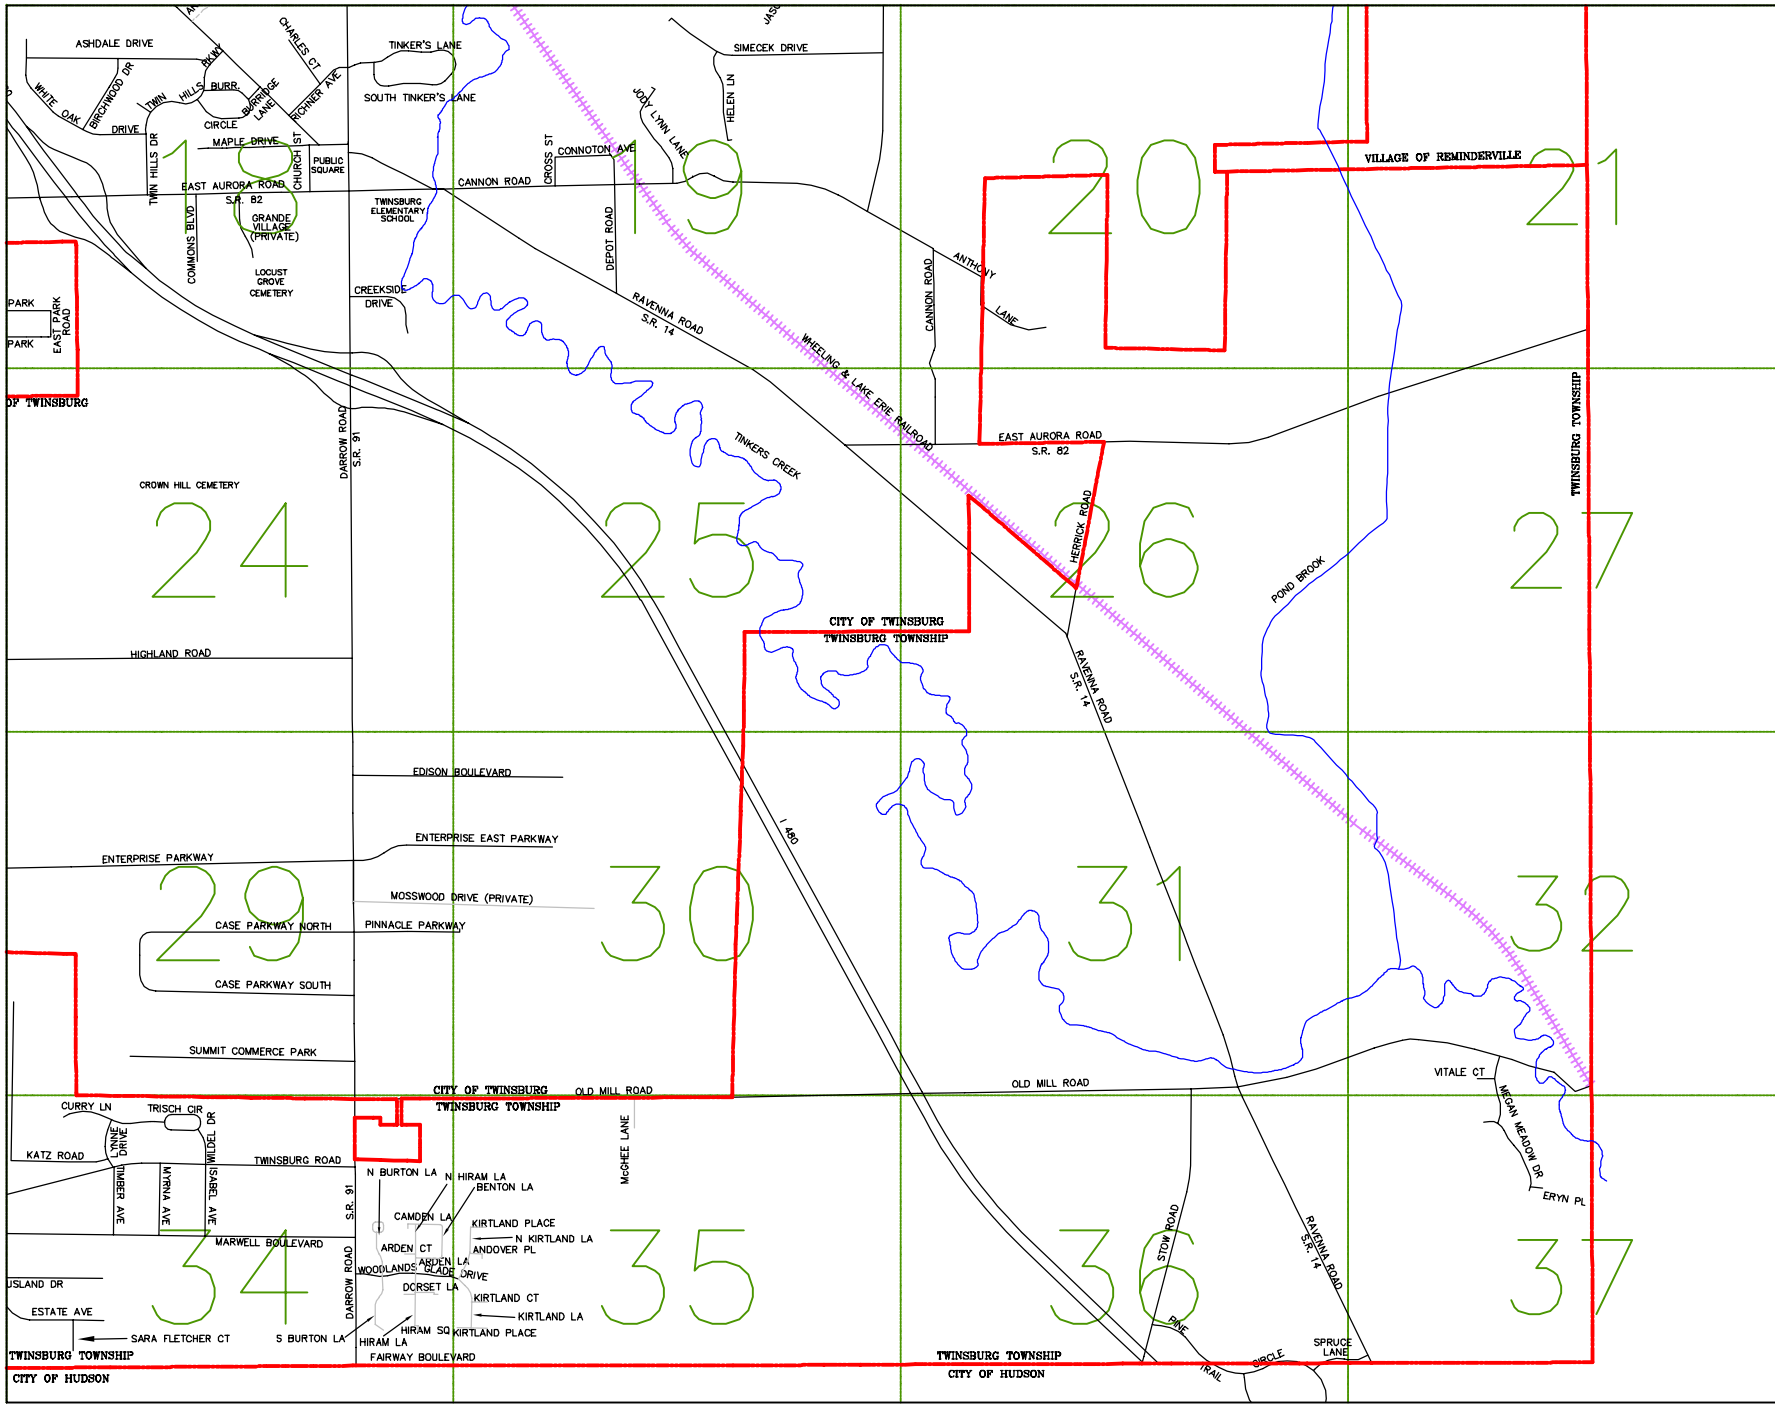 ASHDALE DRIVE
CHARLES CT
TINKER'S LANE
SIMECEK DRIVE
WHITE OAK
BIRCHWOOD DR
TWIN HILLS PKWY
BURR.
CIRCLE
BURRIDGE
LANE
RICHNER AVE
SOUTH TINKER'S LANE
JODY LYNN LANE
HELEN LN
DRIVE
TWIN HILLS DR
MAPLE DRIVE
CHURCH ST
PUBLIC
SQUARE
CROSS ST
CONNOTON AVE
18
19
20
21
VILLAGE OF REMINDERVILLE
EAST AURORA ROAD
S.R. 82
CANNON ROAD
COMMONS BLVD
GRANDE
VILLAGE
(PRIVATE)
TWINSBURG
ELEMENTARY
SCHOOL
DEPOT ROAD
LOCUST
GROVE
CEMETERY
CREEKSIDE
DRIVE
ANTHONY
LANE
CANNON ROAD
PARK
EAST PARK
ROAD
PARK
RAVENNA ROAD
S.R. 14
WHEELING & LAKE ERIE RAILROAD
OF TWINSBURG
TWINSBURG TOWNSHIP
DARROW ROAD
S.R. 91
TINKERS CREEK
EAST AURORA ROAD
S.R. 82
CROWN HILL CEMETERY
24
25
26
27
HERRICK ROAD
POND BROOK
CITY OF TWINSBURG
TWINSBURG TOWNSHIP
HIGHLAND ROAD
RAVENNA ROAD
S.R. 14
EDISON BOULEVARD
I 480
ENTERPRISE EAST PARKWAY
ENTERPRISE PARKWAY
MOSSWOOD DRIVE (PRIVATE)
29
30
31
32
CASE PARKWAY NORTH
PINNACLE PARKWAY
CASE PARKWAY SOUTH
SUMMIT COMMERCE PARK
CITY OF TWINSBURG
TWINSBURG TOWNSHIP
OLD MILL ROAD
OLD MILL ROAD
VITALE CT
MEGAN MEADOW DR
ERYN PL
CURRY LN
TRISCH CIR
LYNNE
DRIVE
WILDEL DR
KATZ ROAD
TWINSBURG ROAD
McGHEE LANE
TIMBER AVE
MYRNA AVE
ISABEL AVE
S.R. 91
N BURTON LA
N HIRAM LA
BENTON LA
CAMDEN LA
KIRTLAND PLACE
N KIRTLAND LA
ANDOVER PL
ARDEN CT
ARDEN LA
MARWELL BOULEVARD
DARROW ROAD
WOODLANDS GLADE DRIVE
DORSET LA
KIRTLAND CT
KIRTLAND LA
34
35
36
37
STOW ROAD
RAVENNA ROAD
S.R. 14
USLAND DR
ESTATE AVE
SARA FLETCHER CT
S BURTON LA
HIRAM LA
HIRAM SQ
KIRTLAND PLACE
FAIRWAY BOULEVARD
PINE
TRAIL
CIRCLE
SPRUCE
LANE
TWINSBURG TOWNSHIP
CITY OF HUDSON
TWINSBURG TOWNSHIP
CITY OF HUDSON